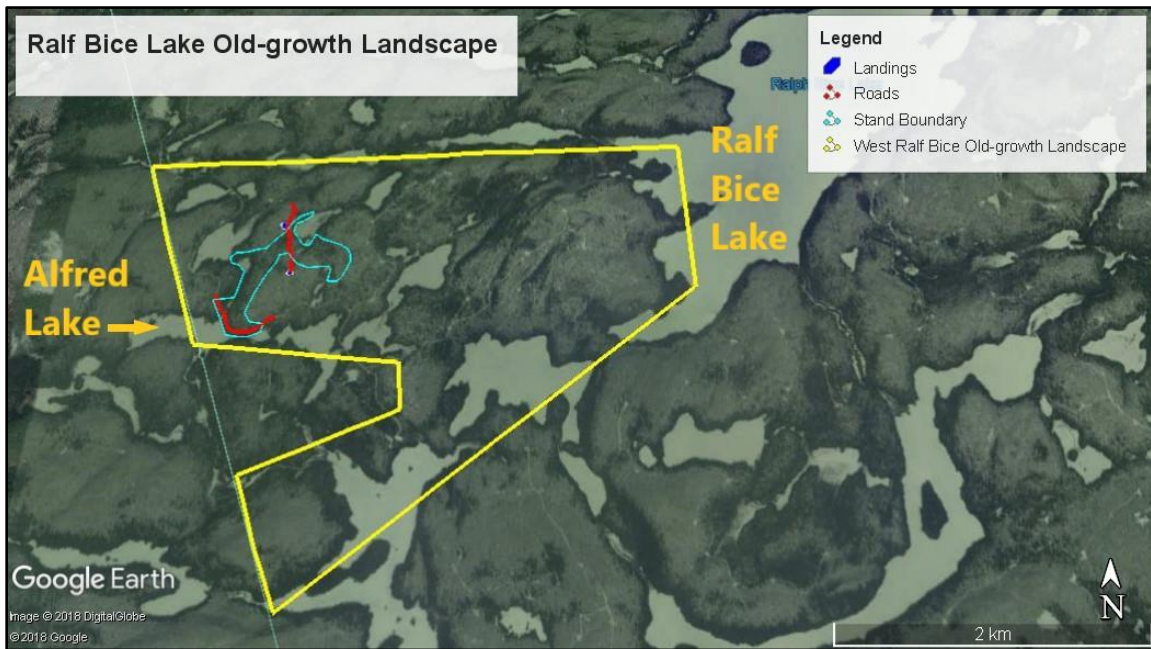 Ralf Bice Lake Old-growth Landscape
Legend
Landings
Roads
Stand Boundary
West Ralf Bice Old-growth Landscape
Ralf
Bice
Lake
Alfred
Lake
Google Earth
Image © 2018 DigitalGlobe
© 2018 Google
N
2 km